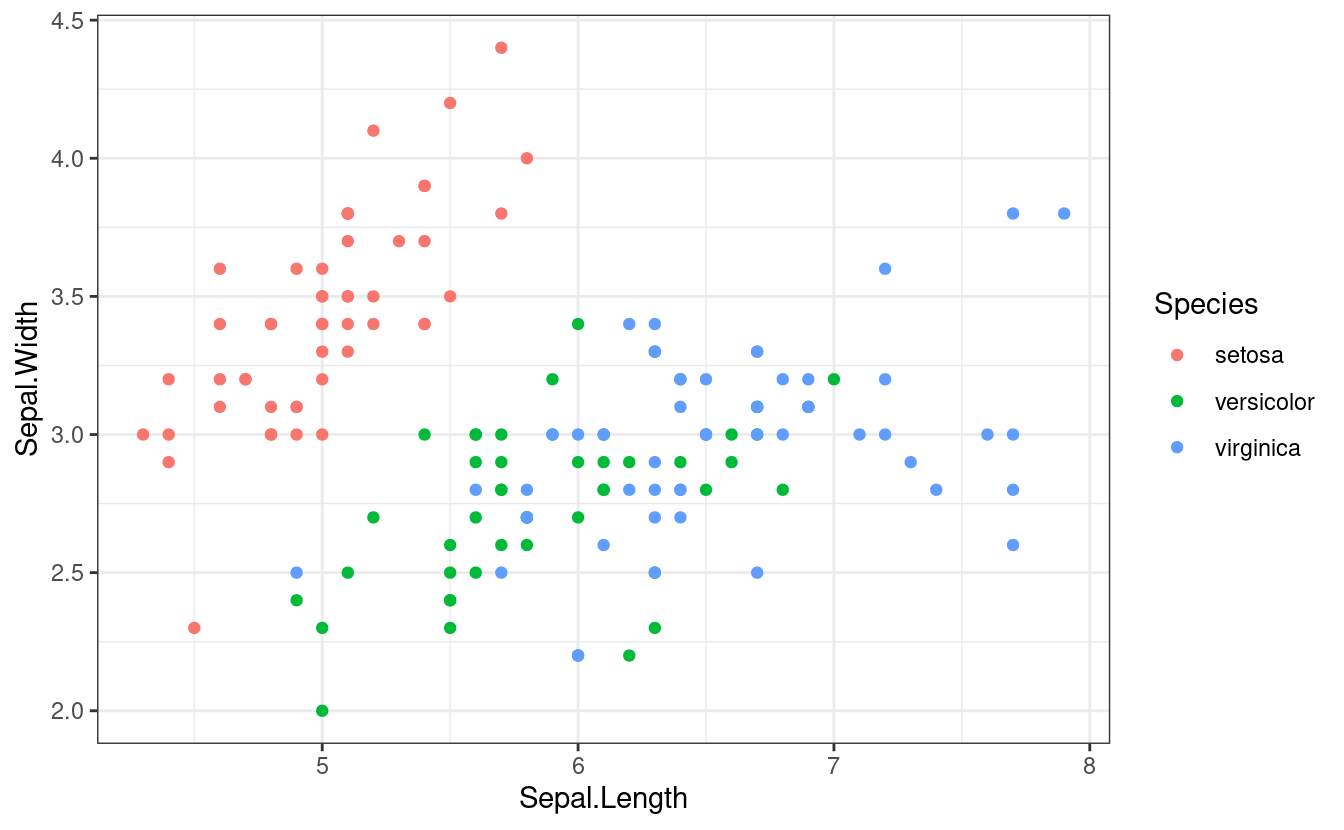 4.5
4.0
3.5
3.0
2.5
2.0
Sepal.Width
5 6 7 8
Sepal.Length
Species
setosa
versicolor
virginica